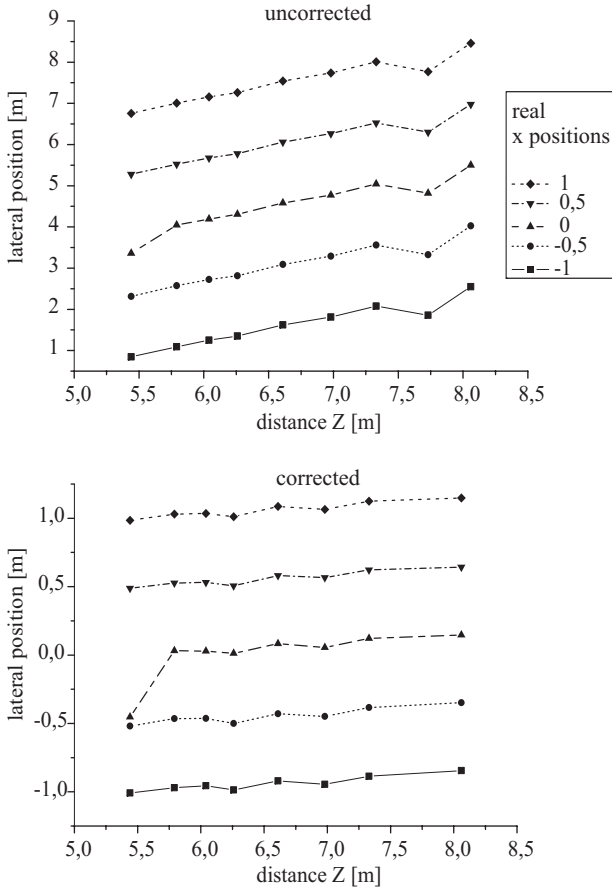 uncorrected
9
8
7
6
5
4
3
2
1
lateral position [m]
5,0 5,5 6,0 6,5 7,0 7,5 8,0 8,5
distance Z [m]
real
x positions
1
0,5
0
-0,5
-1
corrected
1,0
0,5
0,0
-0,5
-1,0
lateral position [m]
5,0 5,5 6,0 6,5 7,0 7,5 8,0 8,5
distance Z [m]